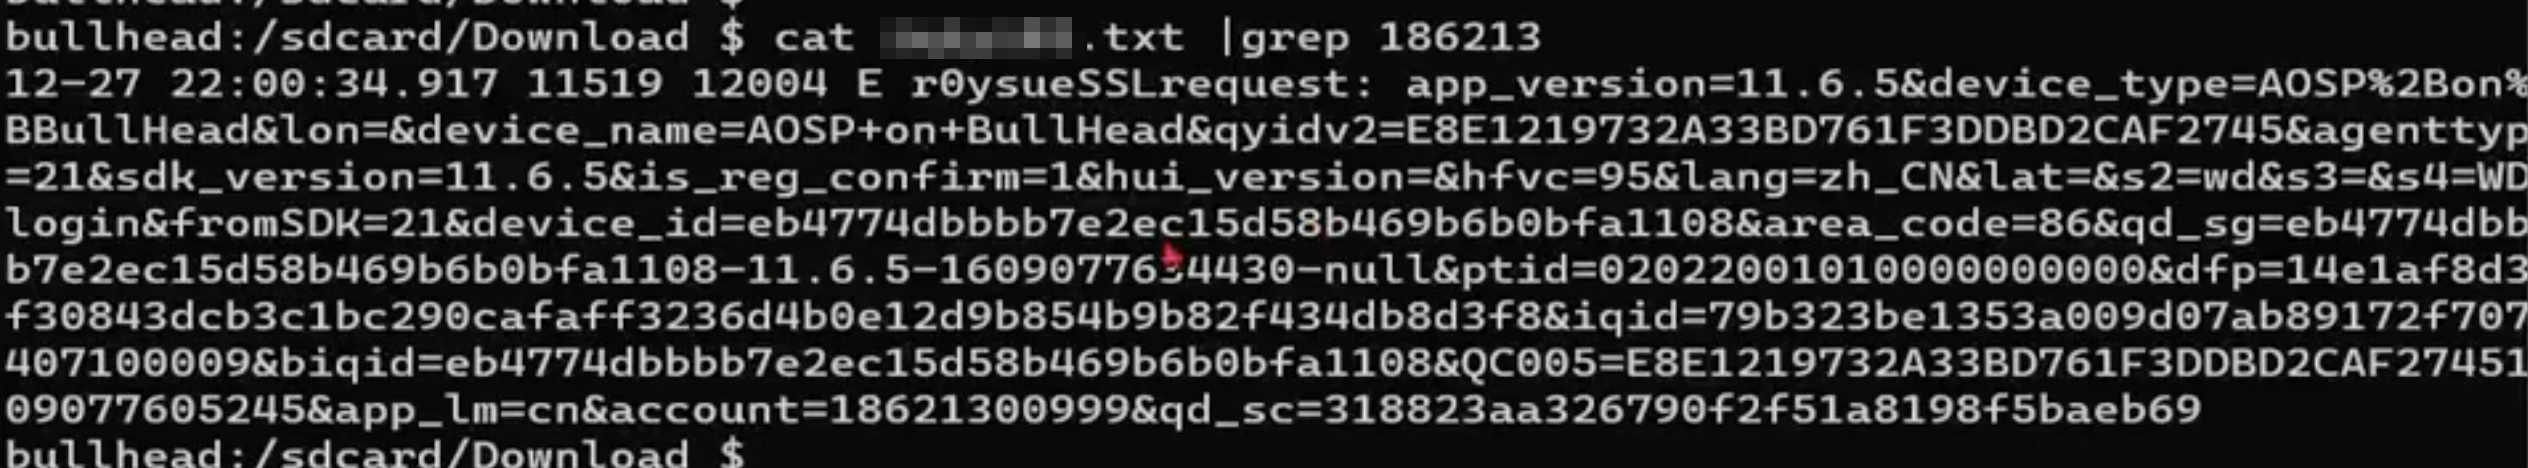 bullhead:/sdcard/Download $
bullhead:/sdcard/Download $ cat .txt |grep 186213
12-27 22:00:34.917 11519 12004 E r0ysueSSLrequest: app_version=11.6.5&device_type=AOSP%2Bon%
BBullHead&lon=&device_name=AOSP+on+BullHead&qyidv2=E8E1219732A33BD761F3DDBD2CAF2745&agenttyp
=21&sdk_version=11.6.5&is_reg_confirm=1&hui_version=&hfvc=95&lang=zh_CN&lat=&s2=wd&s3=&s4=WD
login&fromSDK=21&device_id=eb4774dbbbb7e2ec15d58b469b6b0bfa1108&area_code=86&qd_sg=eb4774dbb
b7e2ec15d58b469b6b0bfa1108-11.6.5-1609077634430-null&ptid=02022001010000000000&dfp=14e1af8d3
f30843dcb3c1bc290cafaff3236d4b0e12d9b854b9b82f434db8d3f8&iqid=79b323be1353a009d07ab89172f707
407100009&biqid=eb4774dbbbb7e2ec15d58b469b6b0bfa1108&QC005=E8E1219732A33BD761F3DDBD2CAF27451
09077605245&app_lm=cn&account=18621300999&qd_sc=318823aa326790f2f51a8198f5baeb69
bullhead:/sdcard/Download $